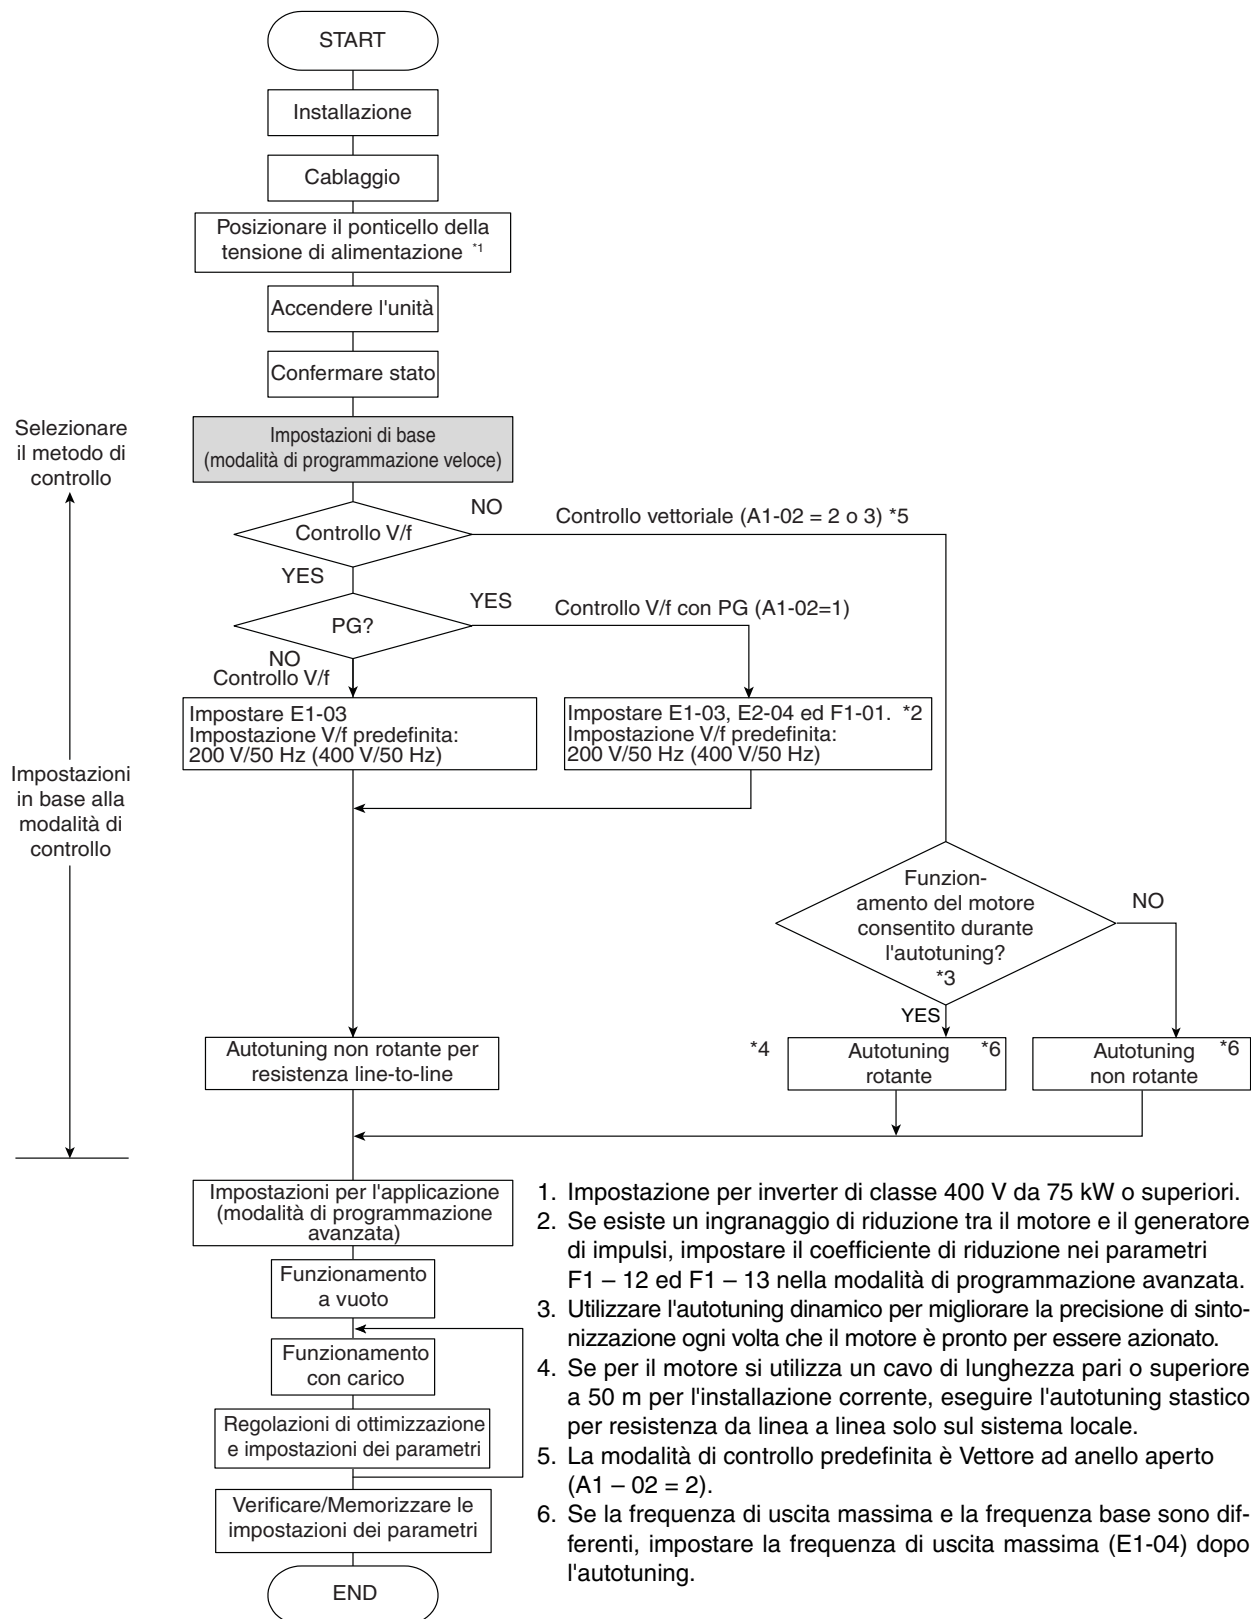 START
Installazione
Cablaggio
Posizionare il ponticello della
tensione di alimentazione *1
Accendere l'unità
Confermare stato
Selezionare
il metodo di
controllo
Impostazioni di base
(modalità di programmazione veloce)
NO
Controllo vettoriale (A1-02 = 2 o 3) *5
Controllo V/f
YES
YES
Controllo V/f con PG (A1-02=1)
PG?
NO
Controllo V/f
Impostare E1-03
Impostazione V/f predefinita:
200 V/50 Hz (400 V/50 Hz)
Impostare E1-03, E2-04 ed F1-01. *2
Impostazione V/f predefinita:
200 V/50 Hz (400 V/50 Hz)
Impostazioni
in base alla
modalità di
controllo
Funzion-
amento del motore
consentito durante
l'autotuning?
*3
NO
YES
Autotuning non rotante per
resistenza line-to-line
*4
Autotuning *6
rotante
Autotuning *6
non rotante
Impostazioni per l'applicazione
(modalità di programmazione
avanzata)
Funzionamento
a vuoto
Funzionamento
con carico
Regolazioni di ottimizzazione
e impostazioni dei parametri
Verificare/Memorizzare le
impostazioni dei parametri
END
1. Impostazione per inverter di classe 400 V da 75 kW o superiori.
2. Se esiste un ingranaggio di riduzione tra il motore e il generatore
di impulsi, impostare il coefficiente di riduzione nei parametri
F1 – 12 ed F1 – 13 nella modalità di programmazione avanzata.
3. Utilizzare l'autotuning dinamico per migliorare la precisione di sinto-
nizzazione ogni volta che il motore è pronto per essere azionato.
4. Se per il motore si utilizza un cavo di lunghezza pari o superiore
a 50 m per l'installazione corrente, eseguire l'autotuning stastico
per resistenza da linea a linea solo sul sistema locale.
5. La modalità di controllo predefinita è Vettore ad anello aperto
(A1 – 02 = 2).
6. Se la frequenza di uscita massima e la frequenza base sono dif-
ferenti, impostare la frequenza di uscita massima (E1-04) dopo
l'autotuning.